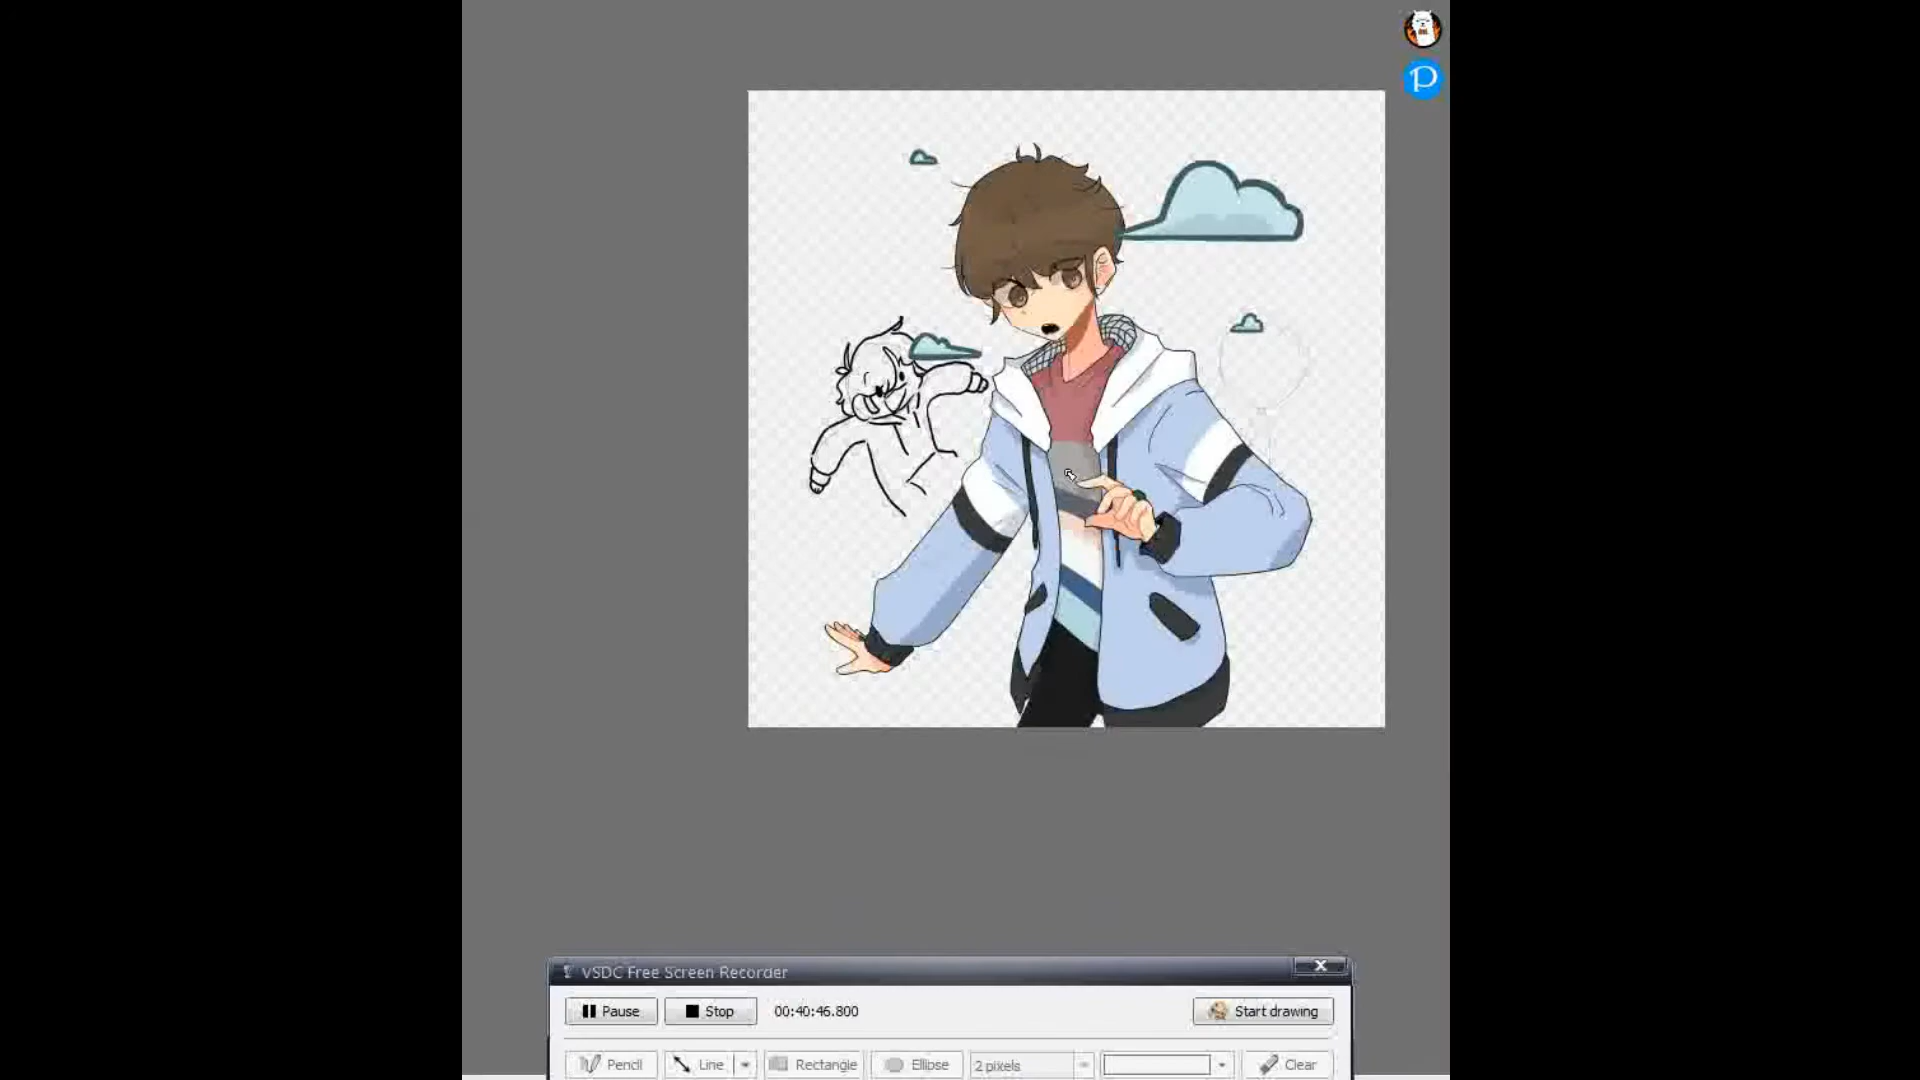 P
VSDC Free Screen Recorder
Pause Stop 00:40:46.800 Start drawing
Pencil Line Rectangle Ellipse 2 pixels Clear